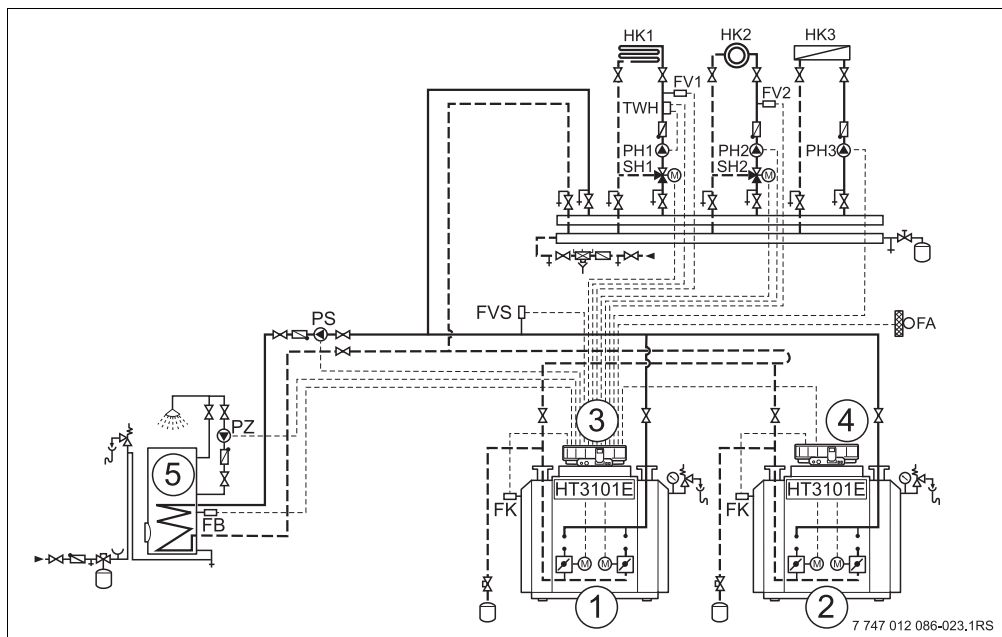 HK1 HK2 HK3
FV1 FV2
TWH
PH1 PH2 PH3
SH1 M SH2 M
PS FVS FA
3 4
PZ
5
HT3101E HT3101E
FK FK
FB
M M M M
1 2
7 747 012 086-023.1RS